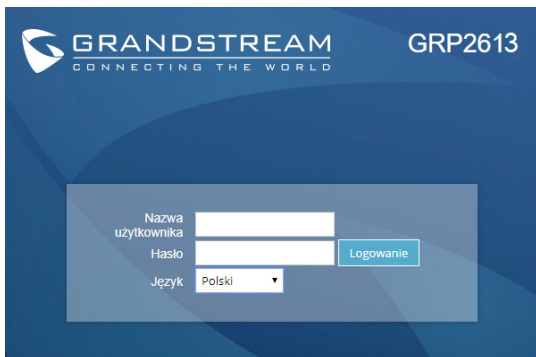 GRANDSTREAM
CONNECTING THE WORLD
GRP2613
Nazwa
użytkownika
Hasło
Logowanie
Język
Polski